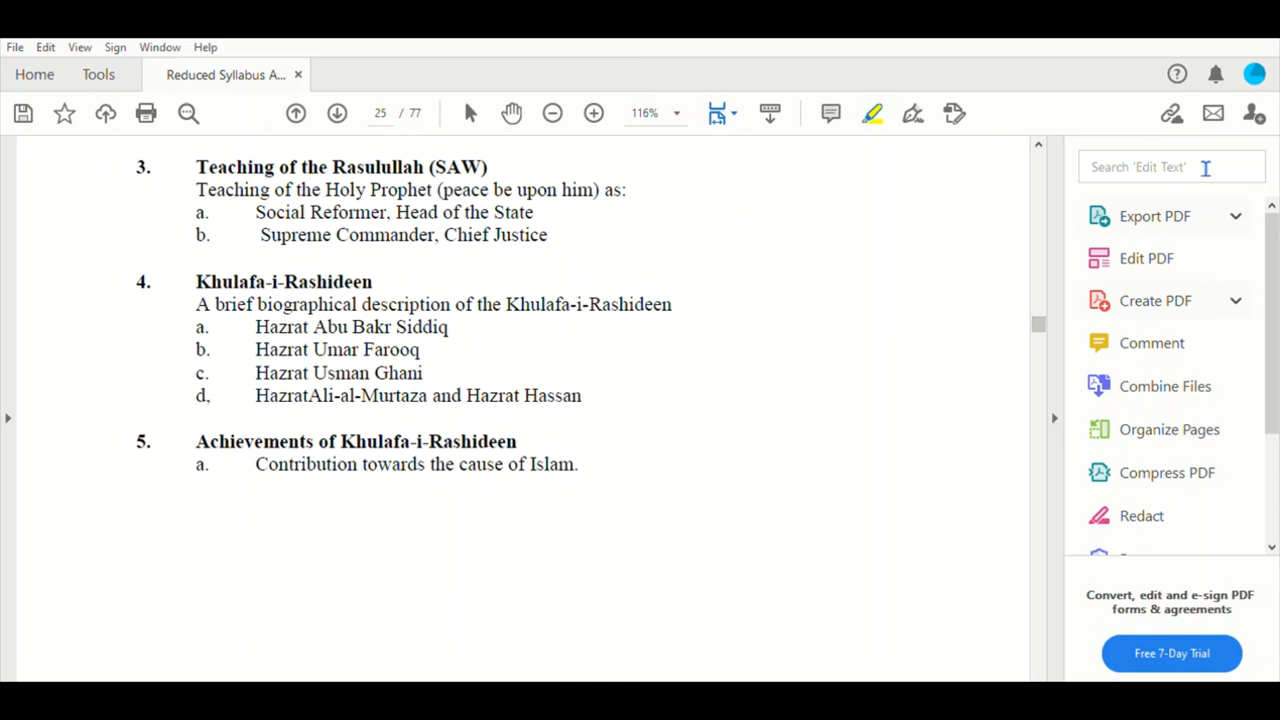 File Edit View Sign Window Help
Home Tools Reduced Syllabus A... ×
25 / 77 116%
3. Teaching of the Rasulullah (SAW)
Teaching of the Holy Prophet (peace be upon him) as:
a. Social Reformer, Head of the State
b. Supreme Commander, Chief Justice
4. Khulafa-i-Rashideen
A brief biographical description of the Khulafa-i-Rashideen
a. Hazrat Abu Bakr Siddiq
b. Hazrat Umar Farooq
c. Hazrat Usman Ghani
d, HazratAli-al-Murtaza and Hazrat Hassan
5. Achievements of Khulafa-i-Rashideen
a. Contribution towards the cause of Islam.
Search 'Edit Text'
Export PDF
Edit PDF
Create PDF
Comment
Combine Files
Organize Pages
Compress PDF
Redact
Convert, edit and e-sign PDF
forms & agreements
Free 7-Day Trial